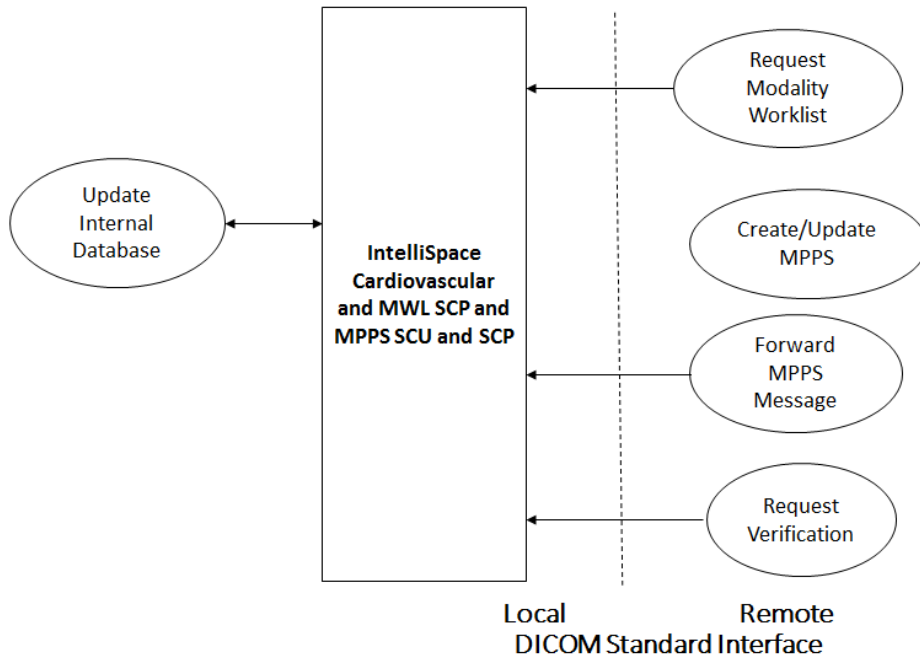 Request
Modality
Worklist
Update
Internal
Database
IntelliSpace
Cardiovascular
and MWL SCP and
MPPS SCU and SCP
Create/Update
MPPS
Forward
MPPS
Message
Request
Verification
Local Remote
DICOM Standard Interface